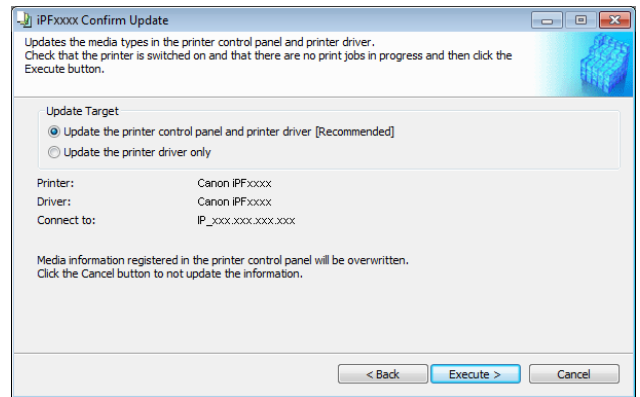 iPFxxxx Confirm Update
Updates the media types in the printer control panel and printer driver.
Check that the printer is switched on and that there are no print jobs in progress and then click the
Execute button.
Update Target
Update the printer control panel and printer driver [Recommended]
Update the printer driver only
Printer: Canon iPFxxxx
Driver: Canon iPFxxxx
Connect to: IP_xxx.xxx.xxx.xxx
Media information registered in the printer control panel will be overwritten.
Click the Cancel button to not update the information.
< Back Execute > Cancel